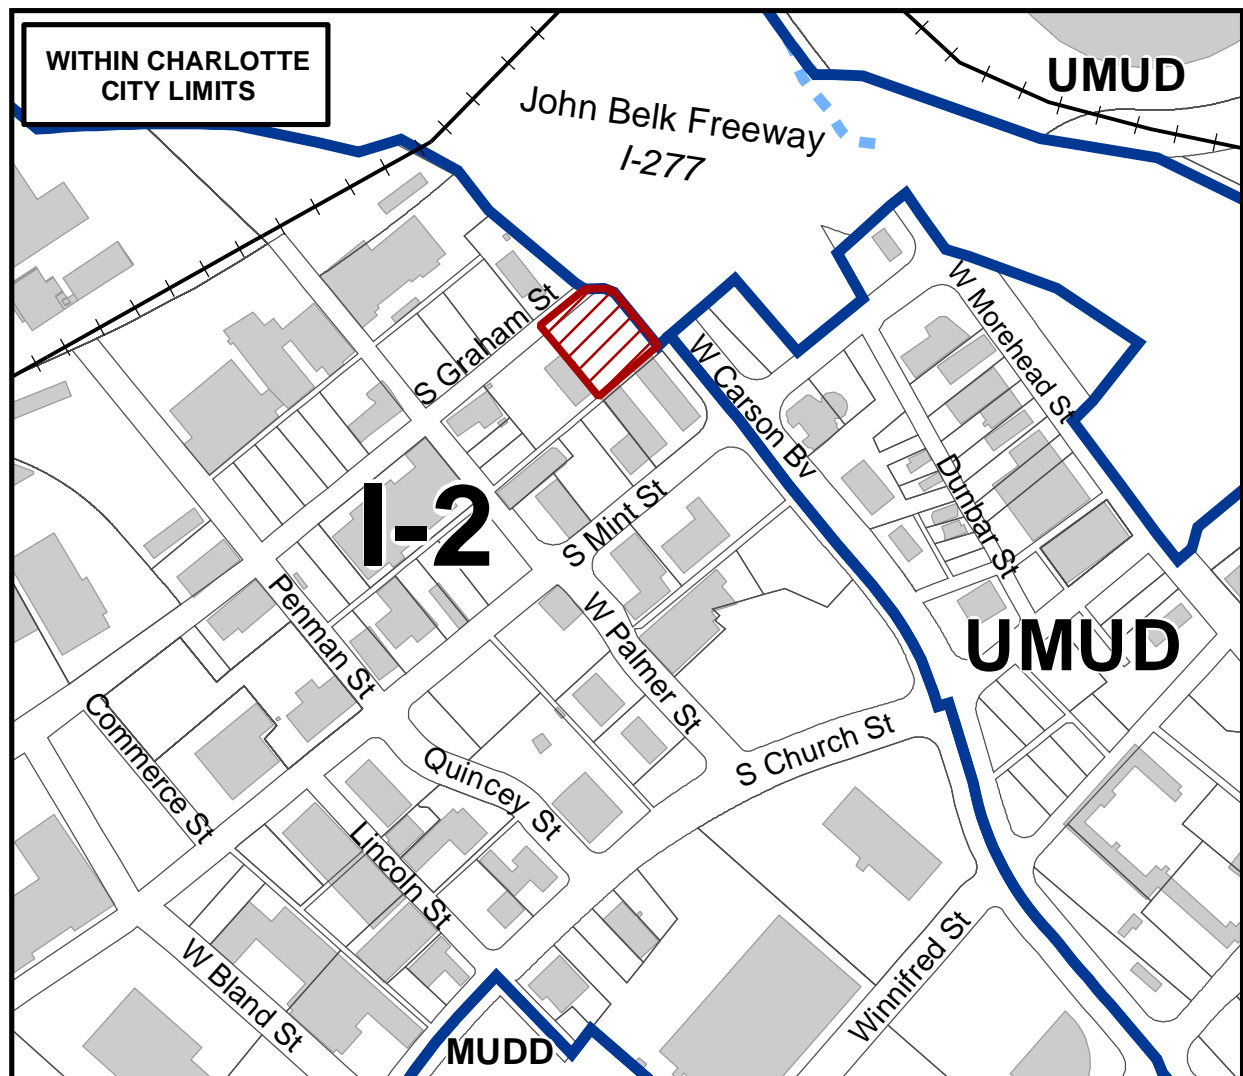 WITHIN CHARLOTTE
CITY LIMITS
UMUD
John Belk Freeway
I-277
W Morehead St
S Graham St
W Carson Bv
Dunbar St
I-2
S Mint St
Penman St
W Palmer St
UMUD
Commerce St
S Church St
Quincey St
Lincoln St
W Bland St
Winnifred St
MUDD